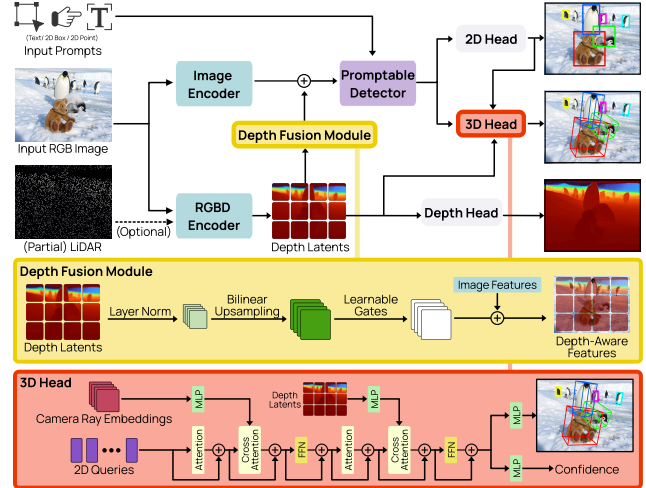 T
(Text/ 2D Box / 2D Point)
Input Prompts
Input RGB Image
(Partial) LiDAR
(Optional)
Image
Encoder
RGBD
Encoder
Depth Fusion Module
Depth Latents
Promptable
Detector
2D Head
3D Head
Depth Head
Depth Fusion Module
Depth Latents
Layer Norm
Bilinear
Upsampling
Learnable
Gates
Image Features
Depth-Aware
Features
3D Head
Camera Ray Embeddings
2D Queries
MLP
Attention
Cross
Attention
FFN
Depth
Latents
MLP
Attention
Cross
Attention
FFN
MLP
MLP
Confidence